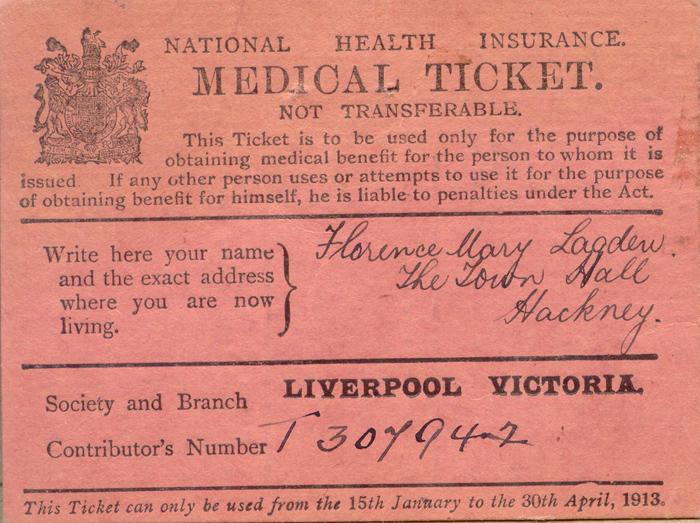 NATIONAL HEALTH INSURANCE.
MEDICAL TICKET.
NOT TRANSFERABLE.
This Ticket is to be used only for the purpose of
obtaining medical benefit for the person to whom it is
issued. If any other person uses or attempts to use it for the purpose
of obtaining benefit for himself, he is liable to penalties under the Act.
Write here your name
and the exact address
where you are now
living.
Florence Mary Lagden.
The Town Hall
Hackney.
Society and Branch LIVERPOOL VICTORIA.
Contributor's Number T 307942
This Ticket can only be used from the 15th January to the 30th April, 1913.